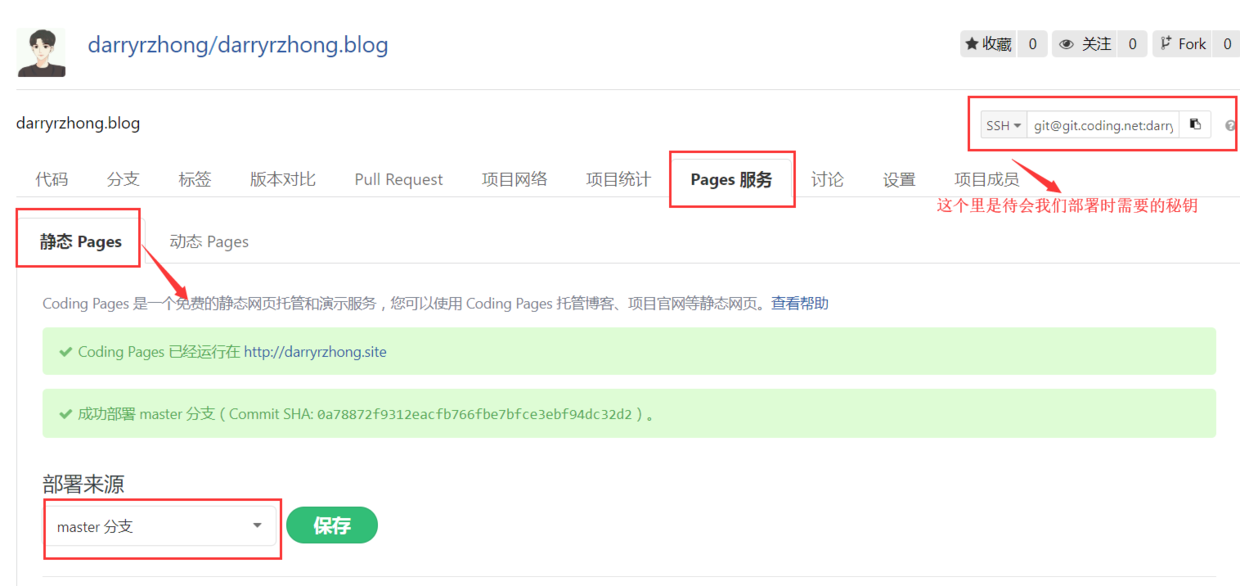 darryrzhong/darryrzhong.blog
收藏 0 关注 0 Fork 0
darryrzhong.blog
SSH git@git.coding.net:darry
代码 分支 标签 版本对比 Pull Request 项目网络 项目统计 Pages 服务 讨论 设置 项目成员
这个里是待会我们部署时需要的秘钥
静态 Pages 动态 Pages
Coding Pages 是一个免费的静态网页托管和演示服务，您可以使用 Coding Pages 托管博客、项目官网等静态网页。查看帮助
Coding Pages 已经运行在 http://darryrzhong.site
成功部署 master 分支 ( Commit SHA: 0a78872f9312eacfb766fbe7bfce3ebf94dc32d2 ) 。
部署来源
master 分支 保存